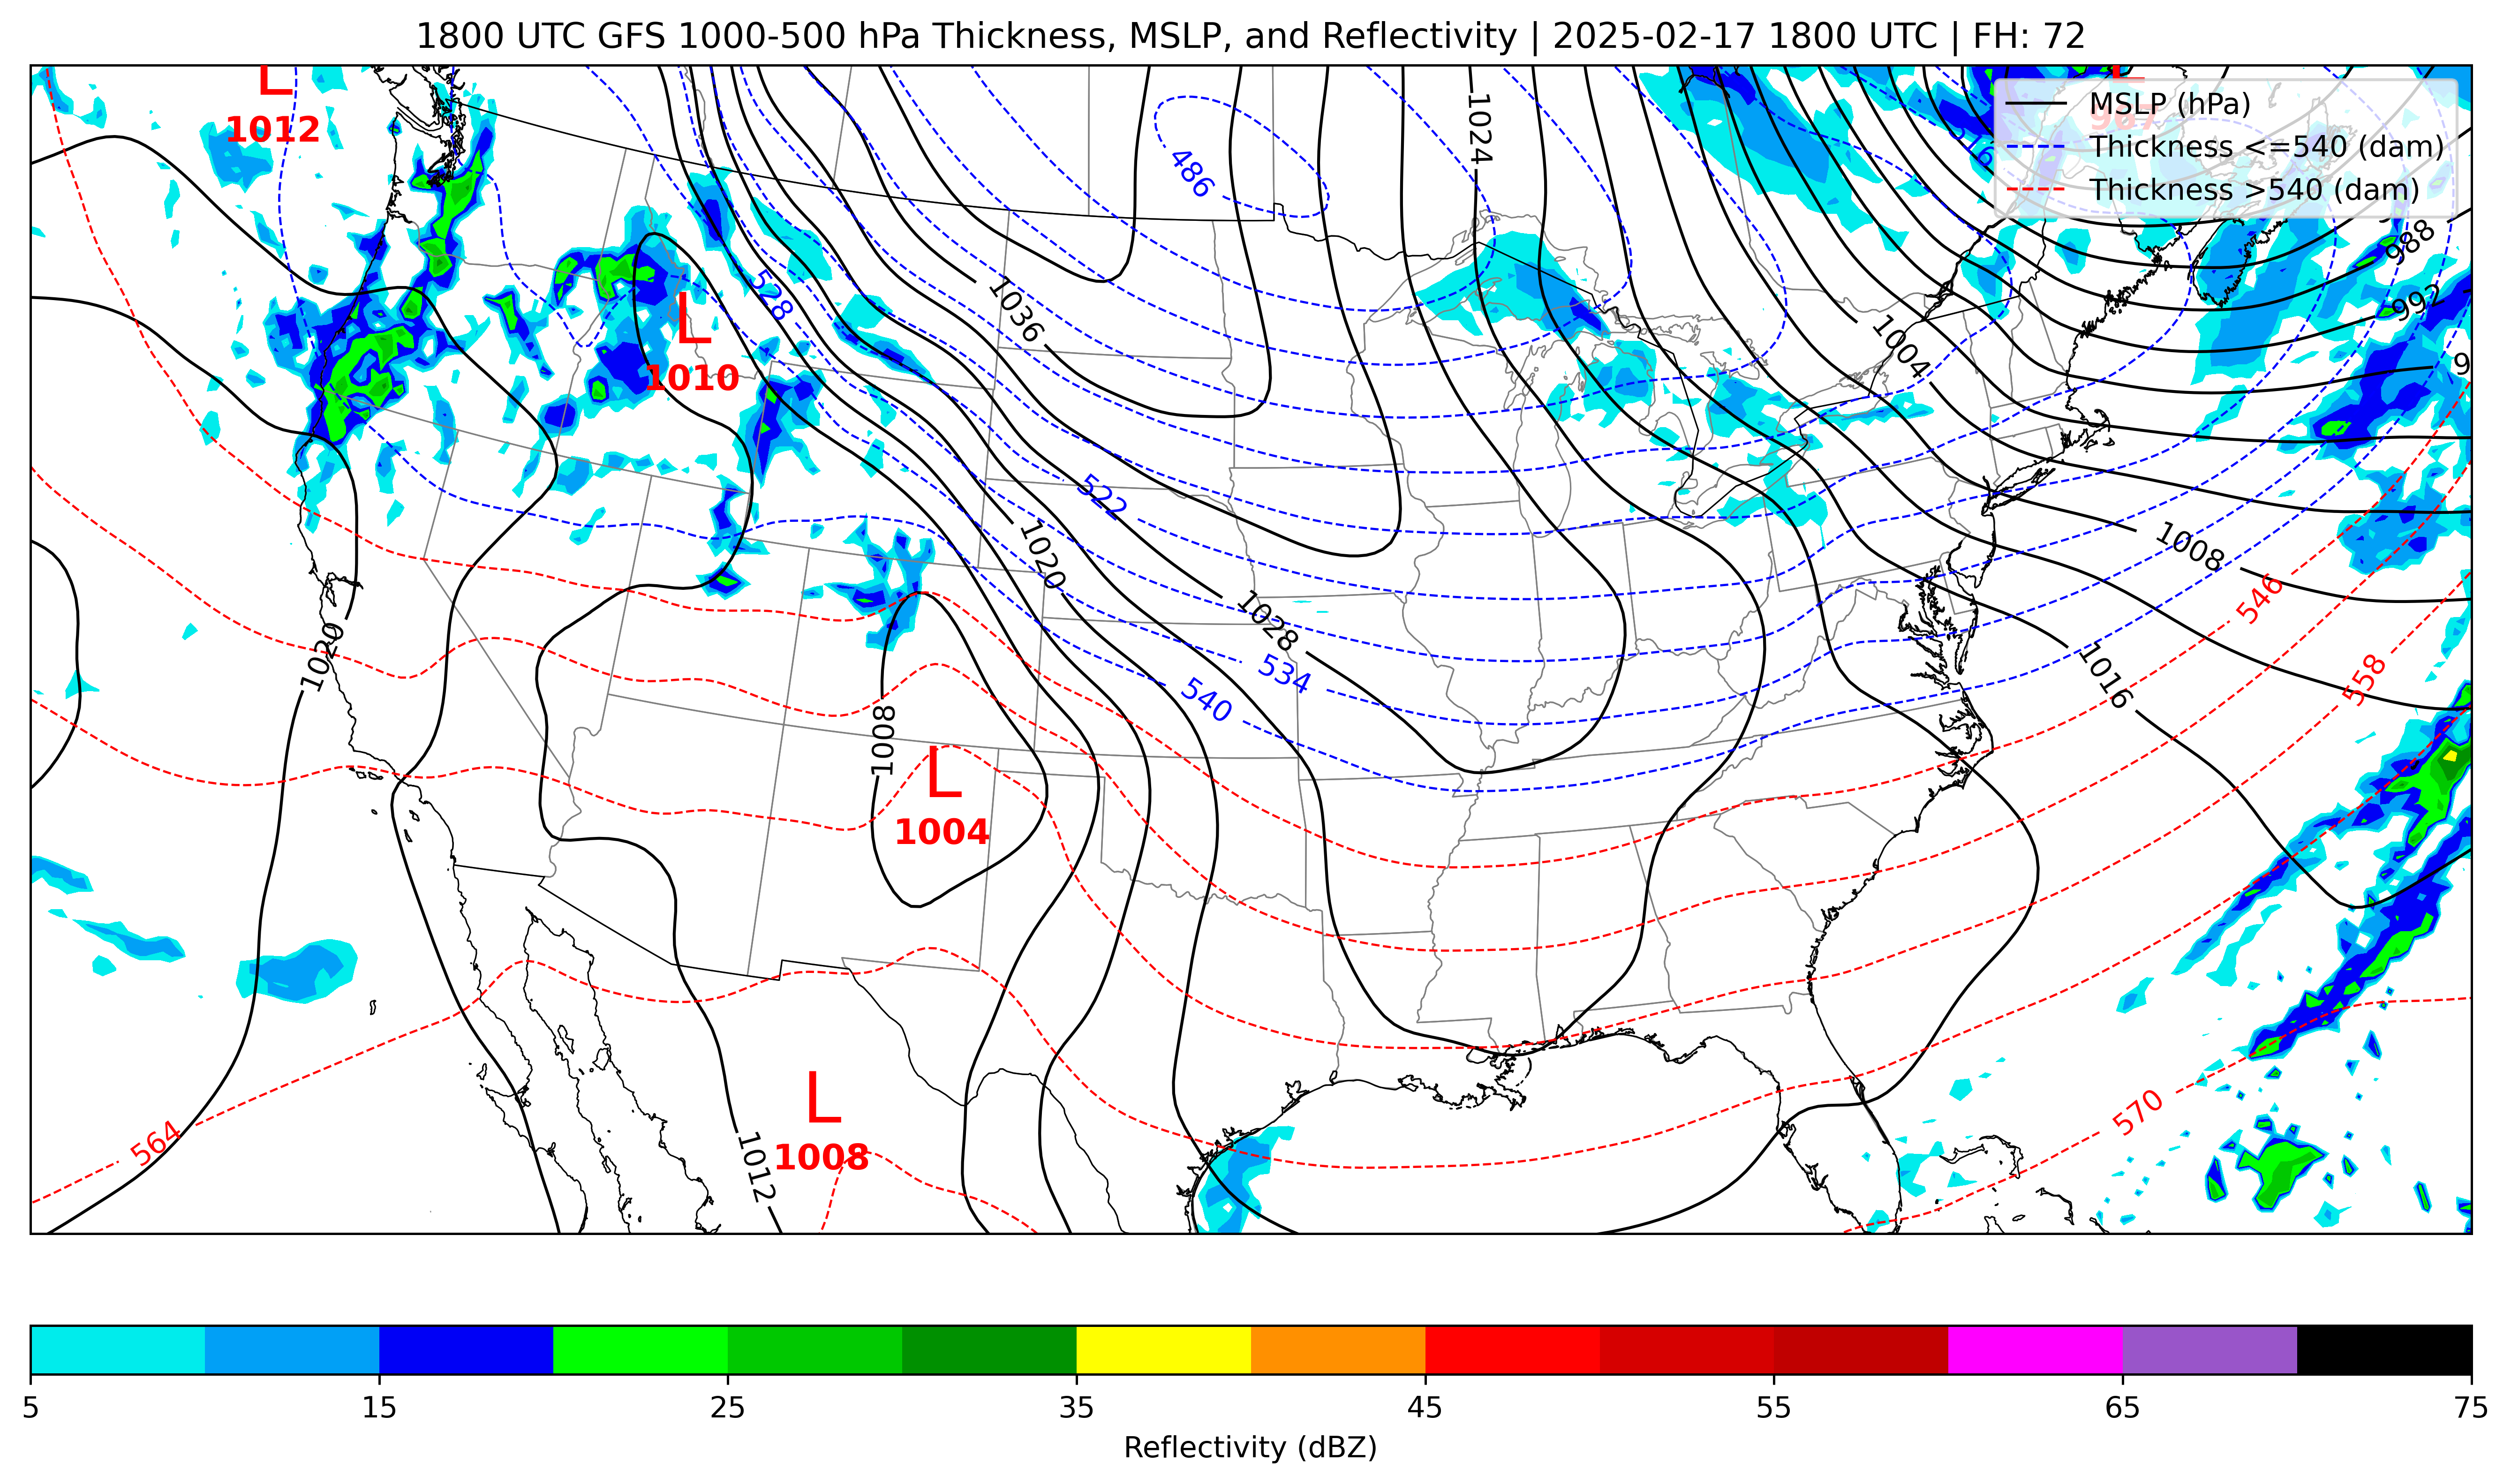 1800 UTC GFS 1000-500 hPa Thickness, MSLP, and Reflectivity | 2025-02-17 1800 UTC | FH: 72
L
1012
486
1024
MSLP (hPa)
Thickness <=540 (dam)
Thickness >540 (dam)
988
992
528
1036
L
1010
1004
522
1020
1008
546
1028
534
540
1020
1016
558
1008
L
1004
564
570
L
1008
1012
5 15 25 35 45 55 65 75
Reflectivity (dBZ)